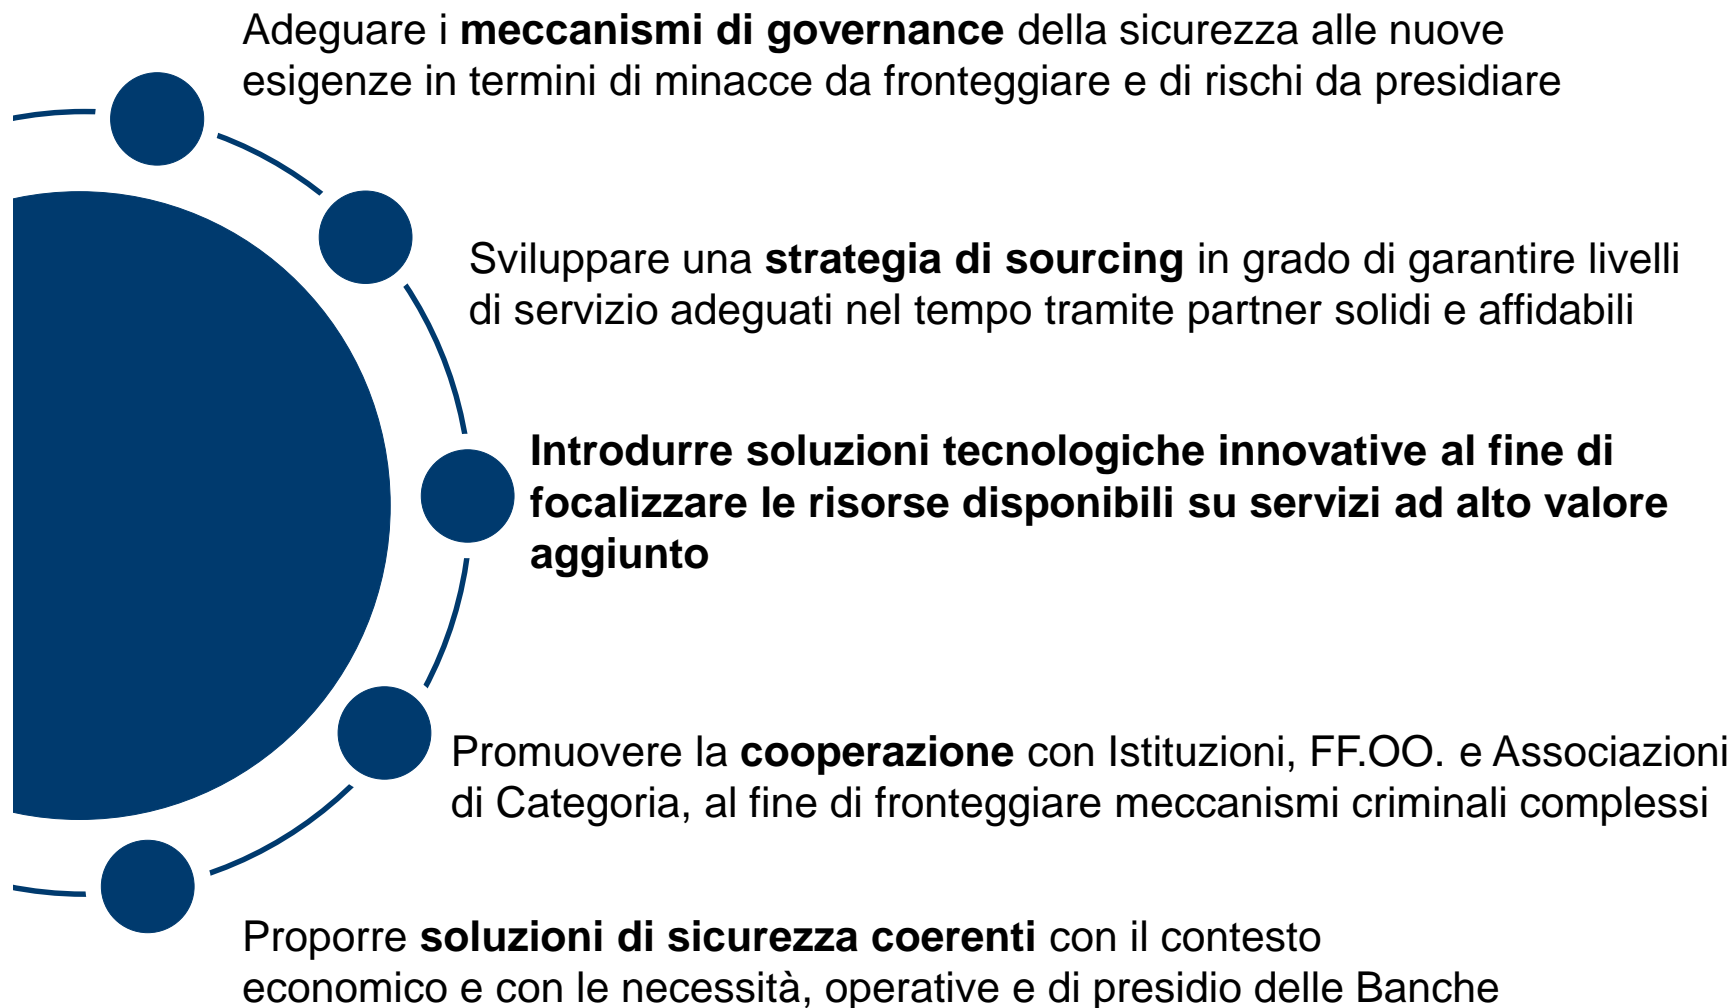 Adeguare i meccanismi di governance della sicurezza alle nuove
esigenze in termini di minacce da fronteggiare e di rischi da presidiare
Sviluppare una strategia di sourcing in grado di garantire livelli
di servizio adeguati nel tempo tramite partner solidi e affidabili
Introdurre soluzioni tecnologiche innovative al fine di
focalizzare le risorse disponibili su servizi ad alto valore
aggiunto
Promuovere la cooperazione con Istituzioni, FF.OO. e Associazioni
di Categoria, al fine di fronteggiare meccanismi criminali complessi
Proporre soluzioni di sicurezza coerenti con il contesto
economico e con le necessità, operative e di presidio delle Banche